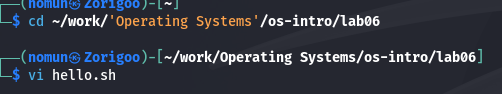 (nomun㉿Zorigoo)-[~]
$ cd ~/work/'Operating Systems'/os-intro/lab06
(nomun㉿Zorigoo)-[~/work/Operating Systems/os-intro/lab06]
$ vi hello.sh